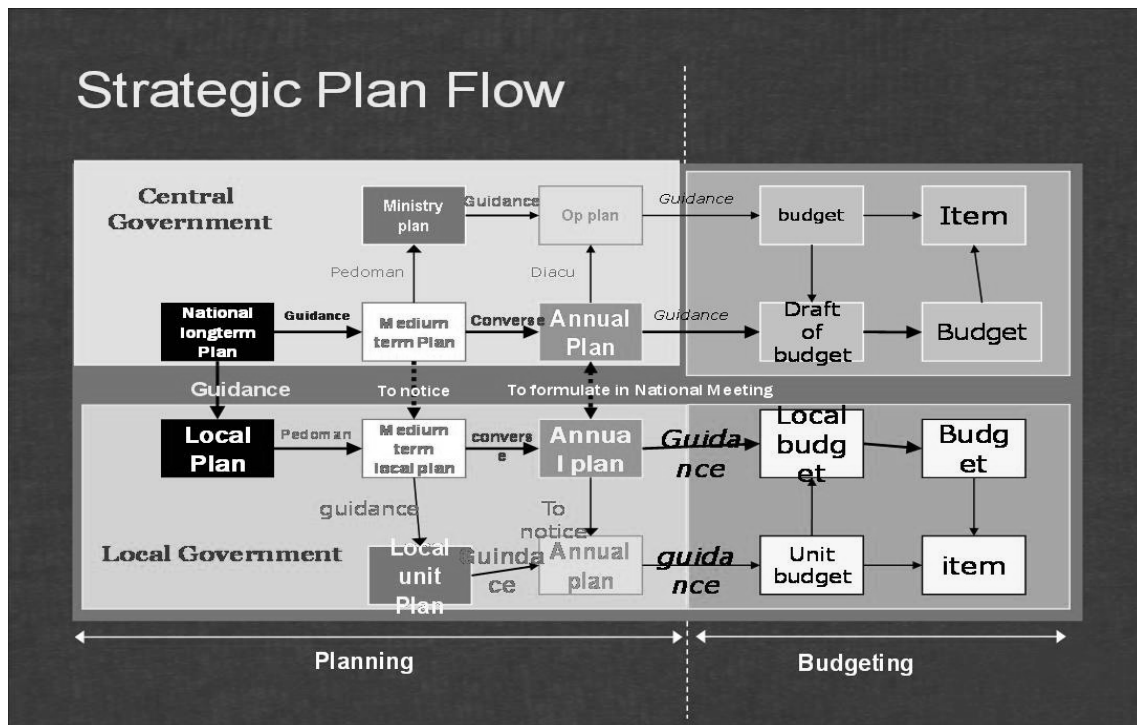 Strategic Plan Flow
Central
Government
Ministry
plan
Guidance
Op plan
Guidance
budget
Item
Pedoman
Diacu
National
longterm
Plan
Guidance
Medium
term Plan
Converse
Annual
Plan
Guidance
Draft
of
budget
Budget
Guidance
To notice
To formulate in National Meeting
Local
Plan
Pedoman
Medium
term
local plan
convers
e
Annua
l plan
Guida
nce
Local
budg
et
Budg
et
guidance
To
notice
Local Government
Local
unit
Plan
Guinda
ce
Annual
plan
guida
nce
Unit
budget
item
Planning
Budgeting